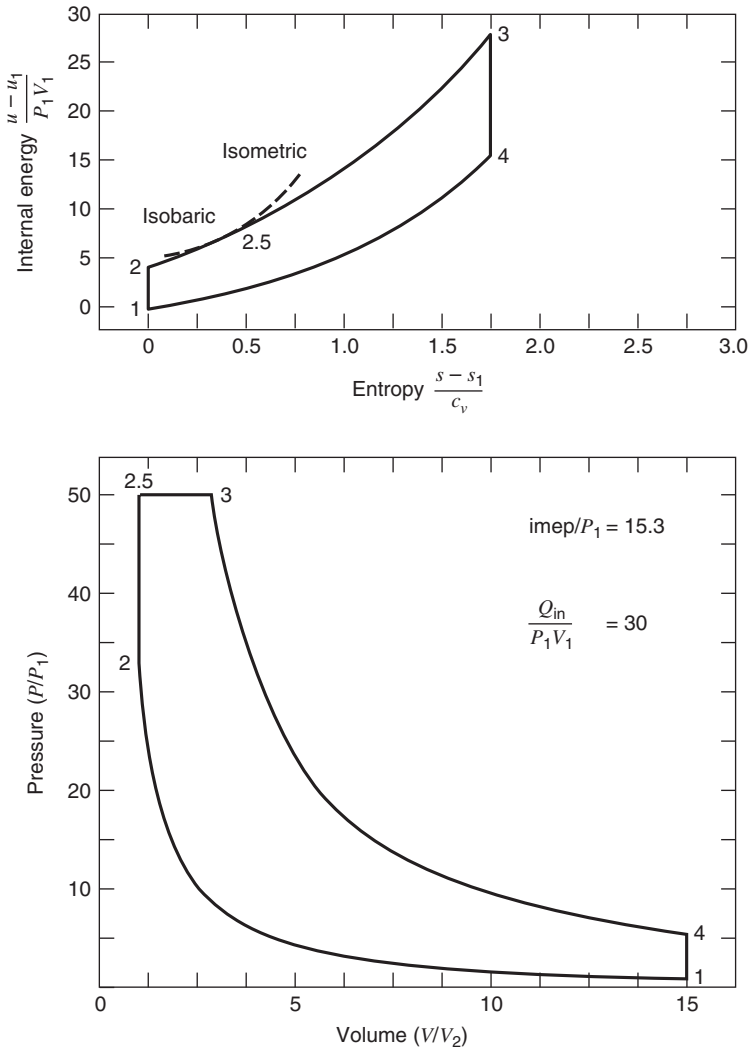 30
25
20
15
10
5
0
Internal energy (u − u₁)/(P₁V₁)
Isometric
Isobaric
2.5
1
2
3
4
0 0.5 1.0 1.5 2.0 2.5 3.0
Entropy (s − s₁)/cᵥ
2.5
3
50
40
30
20
10
2
imep/P₁ = 15.3
Q_in/(P₁V₁) = 30
Pressure (P/P₁)
4
1
0 5 10 15
Volume (V/V₂)